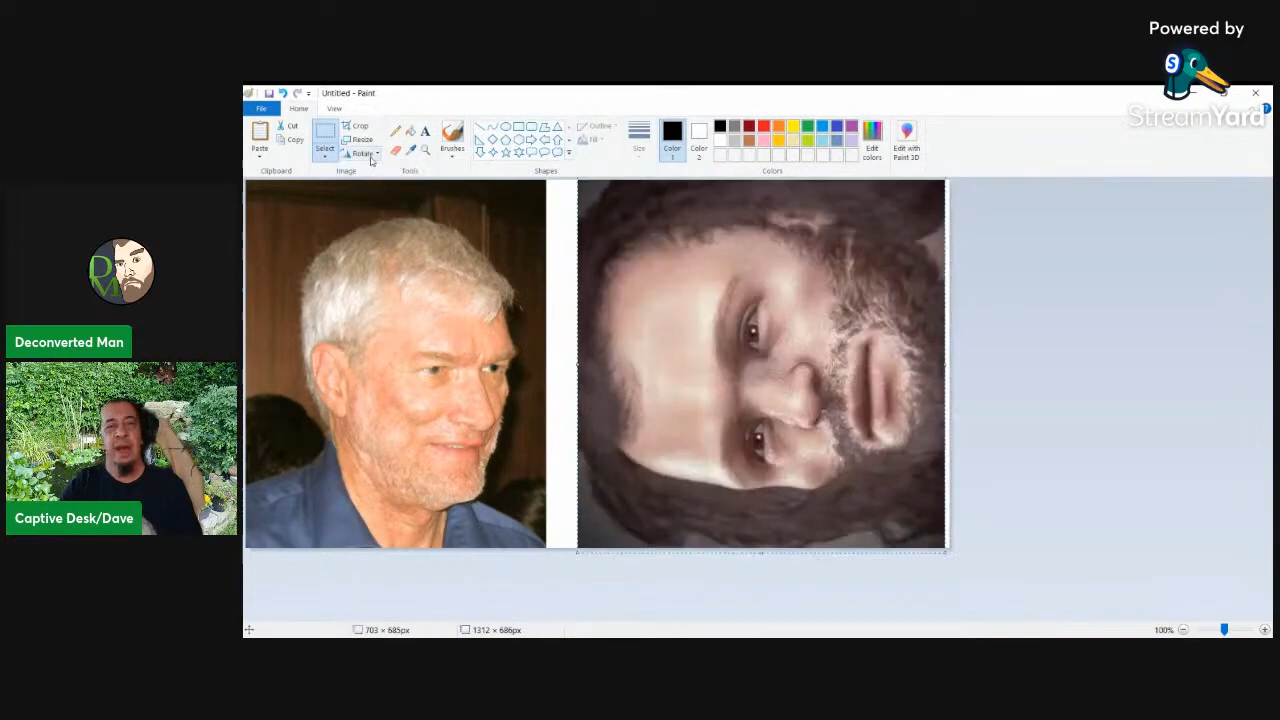 Powered by
StreamYard
Untitled - Paint
File
Home
View
Paste
Cut
Copy
Clipboard
Select
Crop
Resize
Rotate
Image
A
Tools
Brushes
Outline
Fill
Shapes
Size
Color
1
Color
2
Edit
colors
Colors
Edit with
Paint 3D
S
D
M
Deconverted Man
Captive Desk/Dave
703 × 685px
1312 × 686px
100%